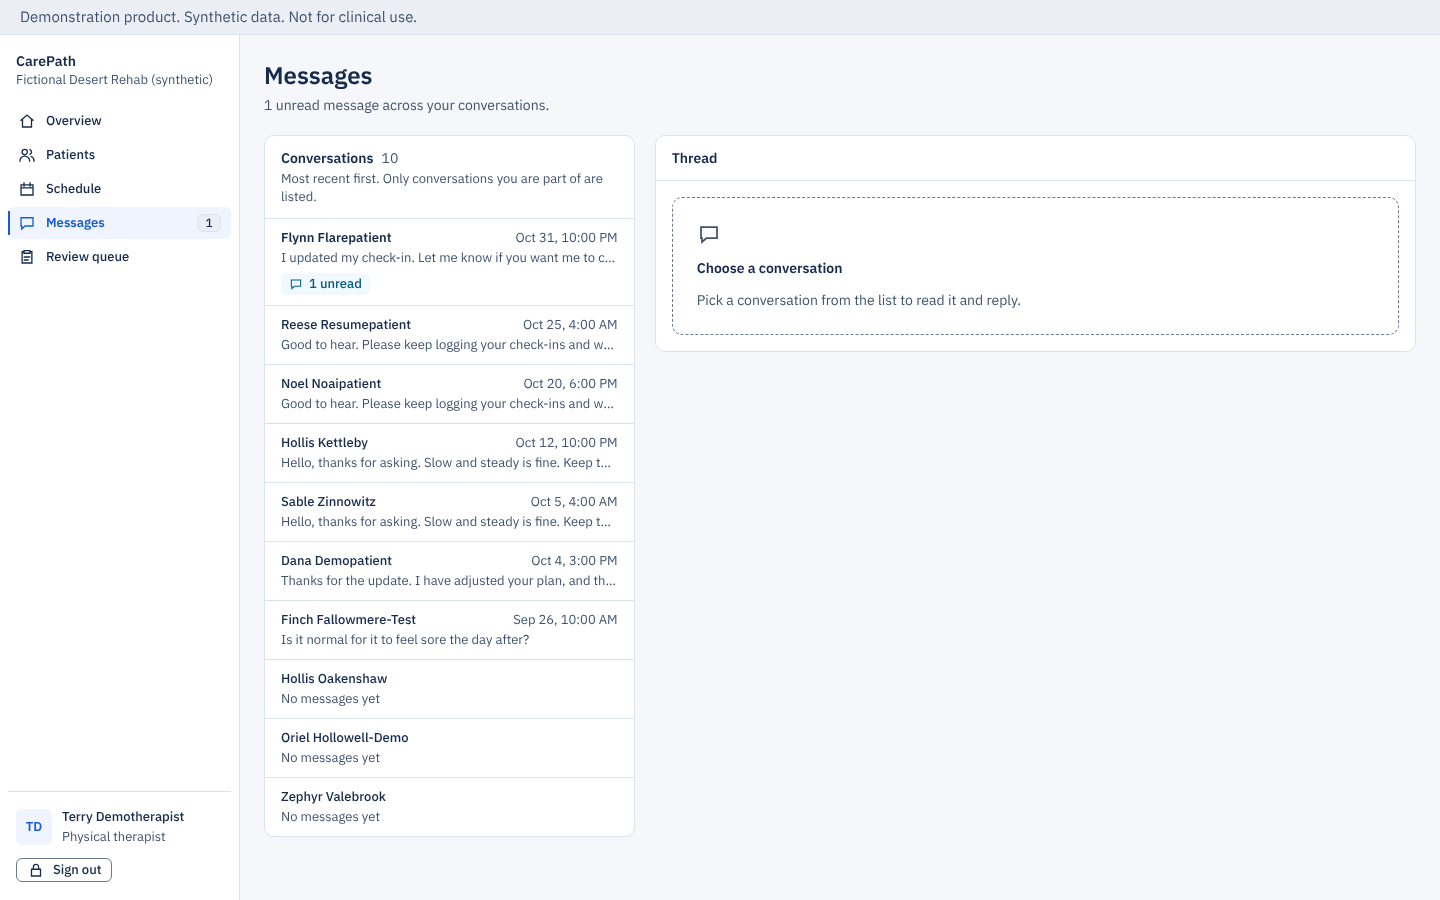 Demonstration product. Synthetic data. Not for clinical use.
CarePath
Fictional Desert Rehab (synthetic)
Overview
Patients
Schedule
Messages 1
Review queue
TD
Terry Demotherapist
Physical therapist
Sign out
Messages
1 unread message across your conversations.
Conversations 10
Most recent first. Only conversations you are part of are
listed.
Flynn Flarepatient Oct 31, 10:00 PM
I updated my check-in. Let me know if you want me to c...
1 unread
Reese Resumepatient Oct 25, 4:00 AM
Good to hear. Please keep logging your check-ins and w...
Noel Noaipatient Oct 20, 6:00 PM
Good to hear. Please keep logging your check-ins and w...
Hollis Kettleby Oct 12, 10:00 PM
Hello, thanks for asking. Slow and steady is fine. Keep t...
Sable Zinnowitz Oct 5, 4:00 AM
Hello, thanks for asking. Slow and steady is fine. Keep t...
Dana Demopatient Oct 4, 3:00 PM
Thanks for the update. I have adjusted your plan, and th...
Finch Fallowmere-Test Sep 26, 10:00 AM
Is it normal for it to feel sore the day after?
Hollis Oakenshaw
No messages yet
Oriel Hollowell-Demo
No messages yet
Zephyr Valebrook
No messages yet
Thread
Choose a conversation
Pick a conversation from the list to read it and reply.